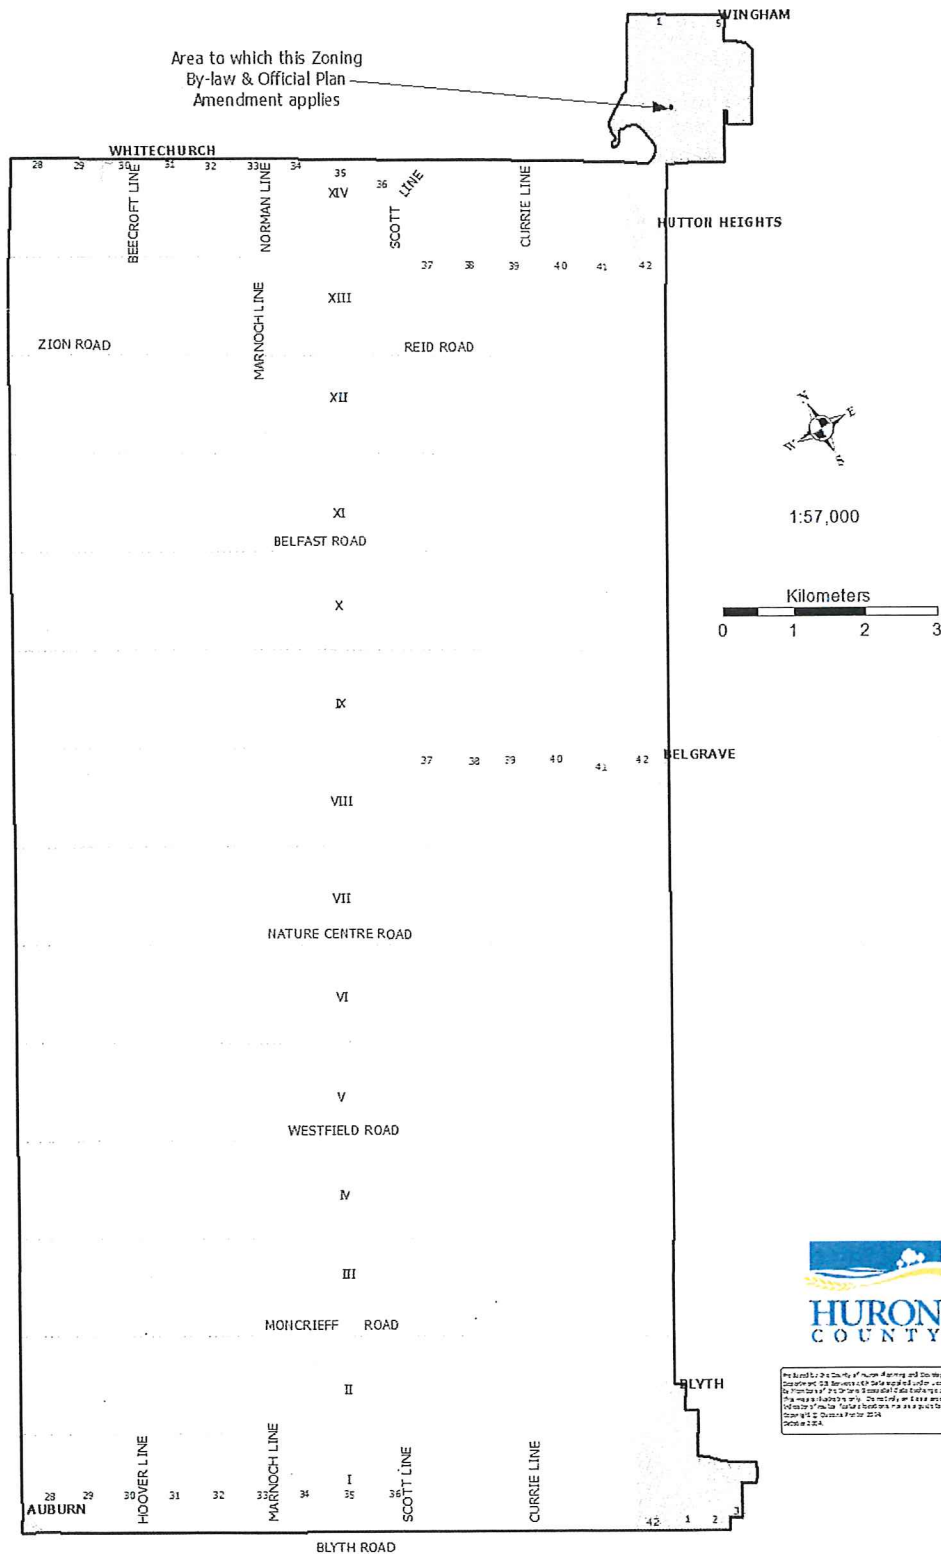 WINGHAM
1 5
Area to which this Zoning
By-law & Official Plan
Amendment applies
WHITECHURCH
28 29 30 31 32 33 34 35 36
BEECROFT LINE
NORMAN LINE
XIV
SCOTT LINE
CURRIE LINE
HUTTON HEIGHTS
37 38 39 40 41 42
MARNOCH LINE
XIII
ZION ROAD
REID ROAD
XII
N
E
W
S
XI
1:57,000
BELFAST ROAD
X
Kilometers
0 1 2 3
IX
BELGRAVE
37 38 39 40 41 42
VIII
VII
NATURE CENTRE ROAD
VI
V
WESTFIELD ROAD
IV
III
HURON
COUNTY
MONCRIEFF ROAD
II
BLYTH
HOOVER LINE
MARNOCH LINE
I
SCOTT LINE
CURRIE LINE
28 29 30 31 32 33 34 35 36
AUBURN
42 1 2 3
BLYTH ROAD